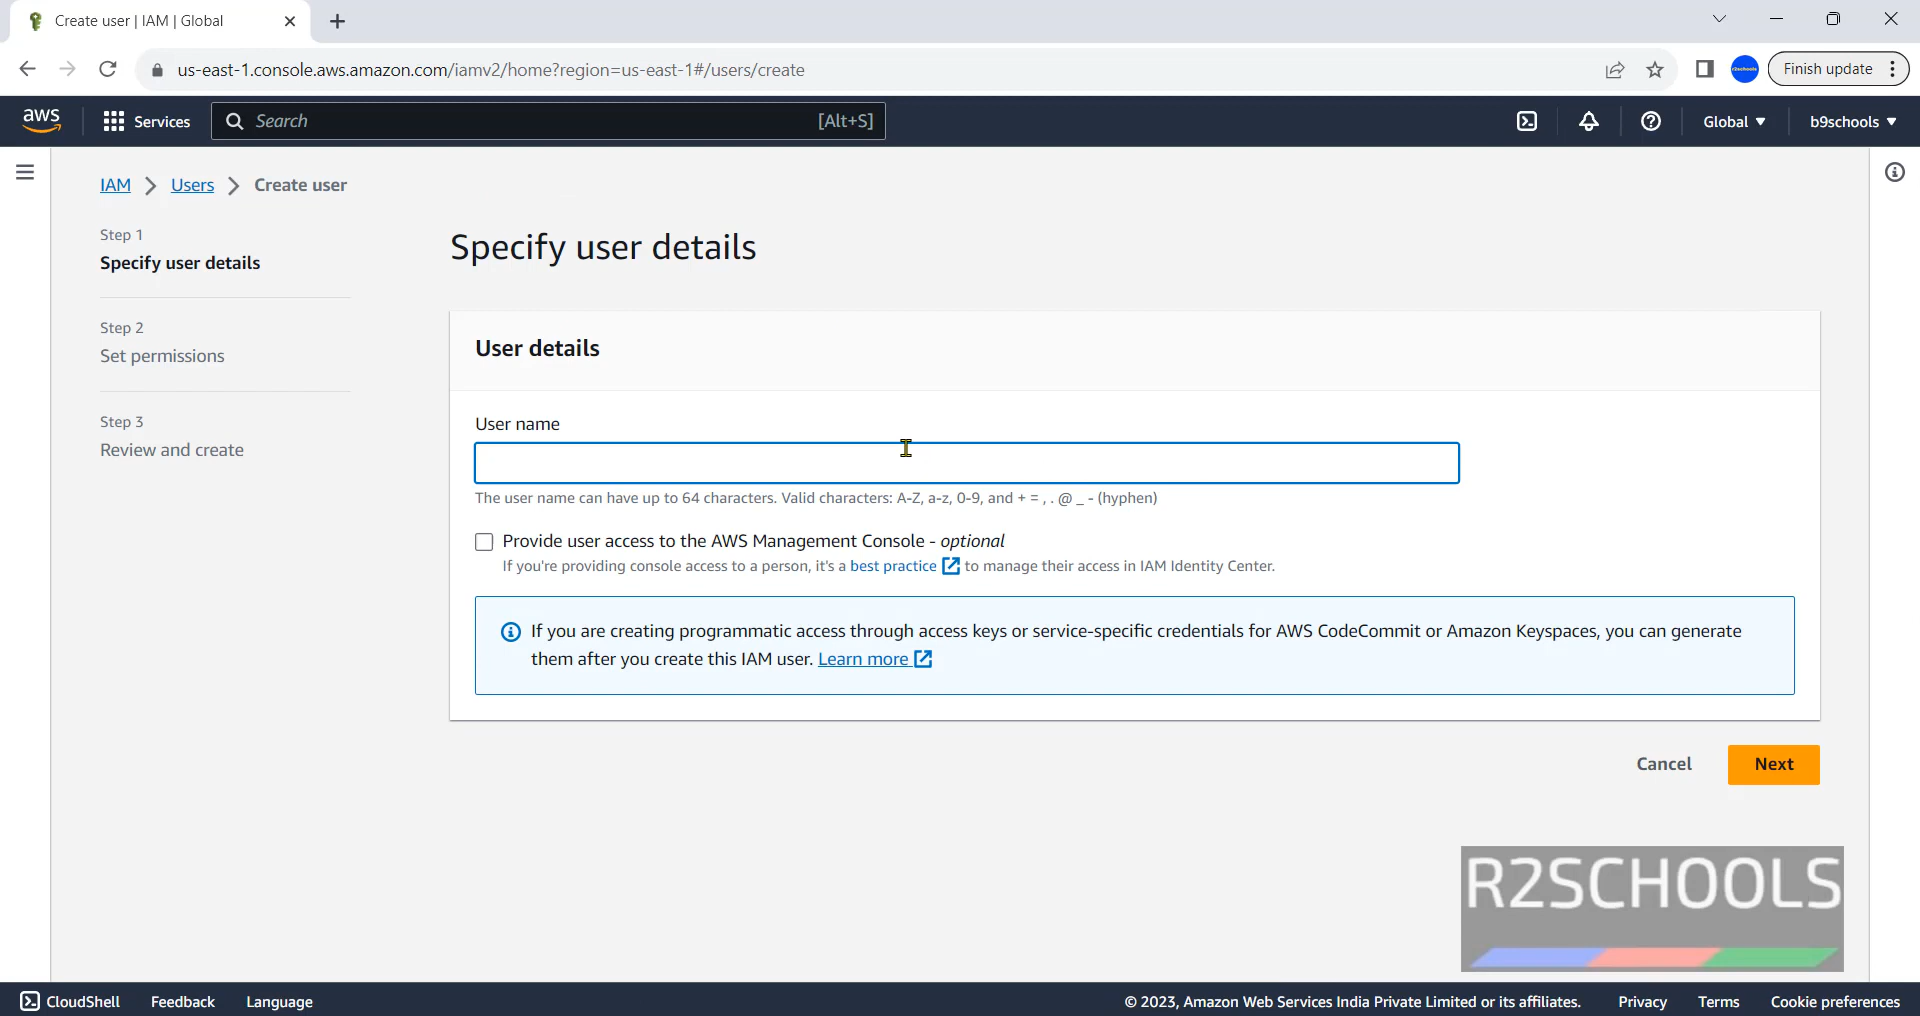 Create user | IAM | Global
us-east-1.console.aws.amazon.com/iamv2/home?region=us-east-1#/users/create
Finish update
aws
Services
Search
[Alt+S]
Global
b9schools
IAM > Users > Create user
Step 1
Specify user details
Step 2
Set permissions
Step 3
Review and create
Specify user details
User details
User name
The user name can have up to 64 characters. Valid characters: A-Z, a-z, 0-9, and + = , . @ _ - (hyphen)
Provide user access to the AWS Management Console - optional
If you're providing console access to a person, it's a best practice to manage their access in IAM Identity Center.
If you are creating programmatic access through access keys or service-specific credentials for AWS CodeCommit or Amazon Keyspaces, you can generate
them after you create this IAM user. Learn more
Cancel
Next
R2SCHOOLS
CloudShell
Feedback
Language
© 2023, Amazon Web Services India Private Limited or its affiliates.
Privacy
Terms
Cookie preferences